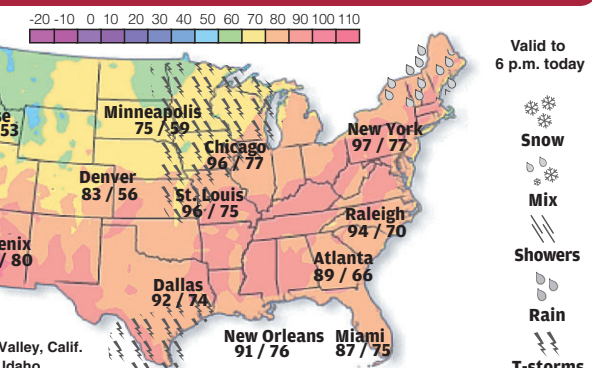 -20 -10 0 10 20 30 40 50 60 70 80 90 100 110
Valid to
6 p.m. today
Snow
Mix
Showers
Rain
T-storms
53
Minneapolis
75 / 59
New York
97 / 77
Chicago
96 / 77
Denver
83 / 56
St. Louis
96 / 75
Raleigh
94 / 70
enix
/ 80
Atlanta
89 / 66
Dallas
92 / 74
New Orleans
91 / 76
Miami
87 / 75
Valley, Calif.
Idaho